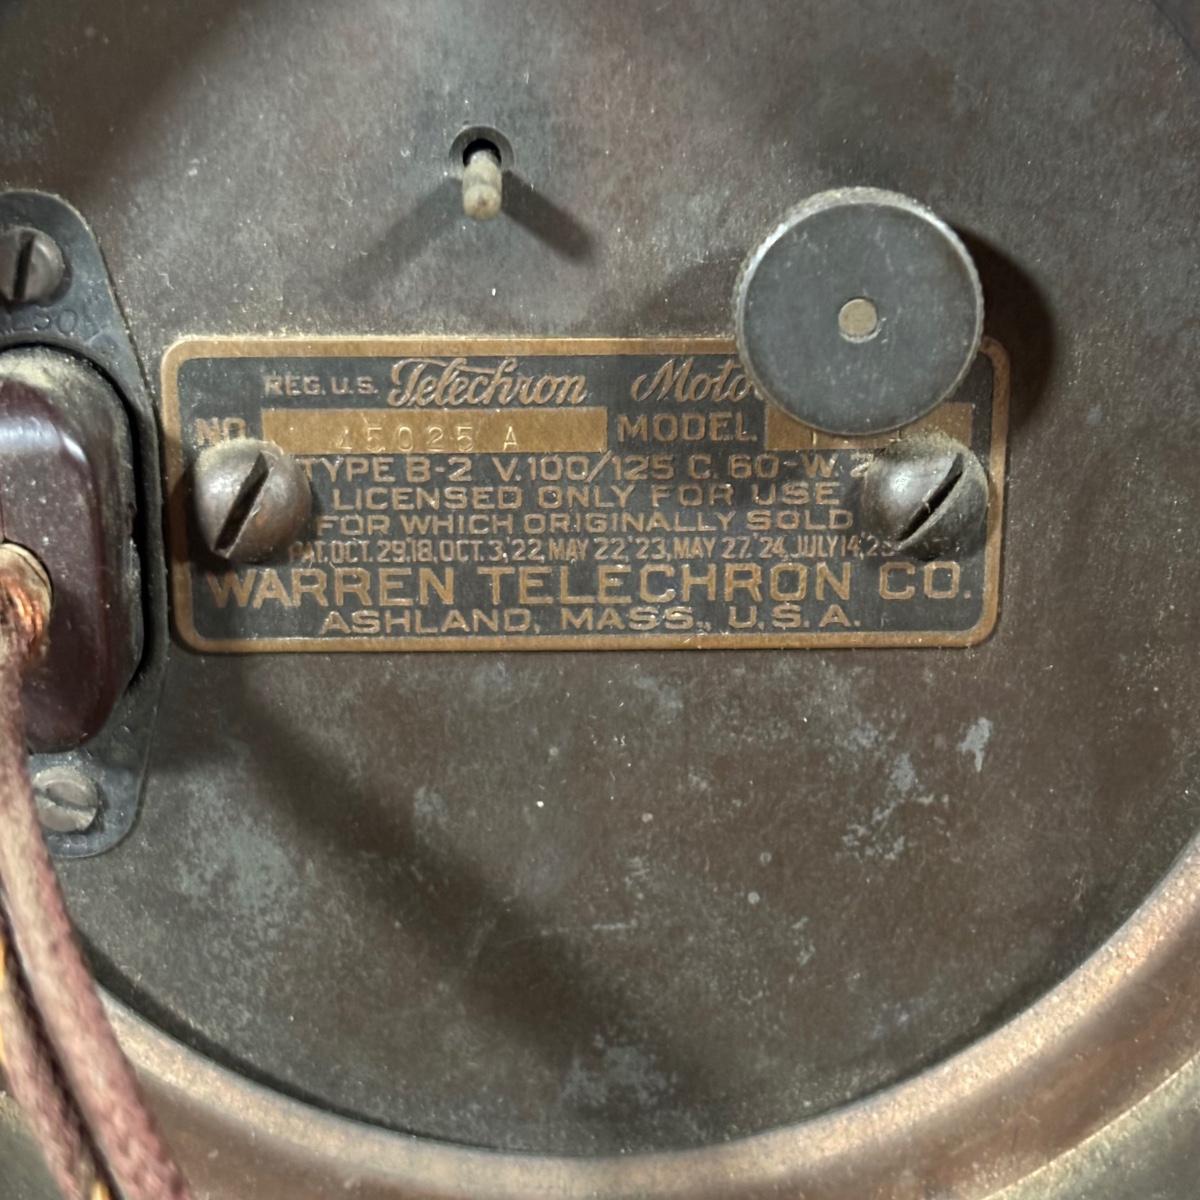 REG. U.S. Telechron
NO. 45025 A MODEL
TYPE B-2 V. 100/125 C. 60-W. 2
LICENSED ONLY FOR USE
FOR WHICH ORIGINALLY SOLD
PAT. OCT. 29,'18, OCT. 3,'22 MAY 22,'23, MAY 27,'24, JULY 14,'25
WARREN TELECHRON CO.
ASHLAND, MASS., U.S.A.